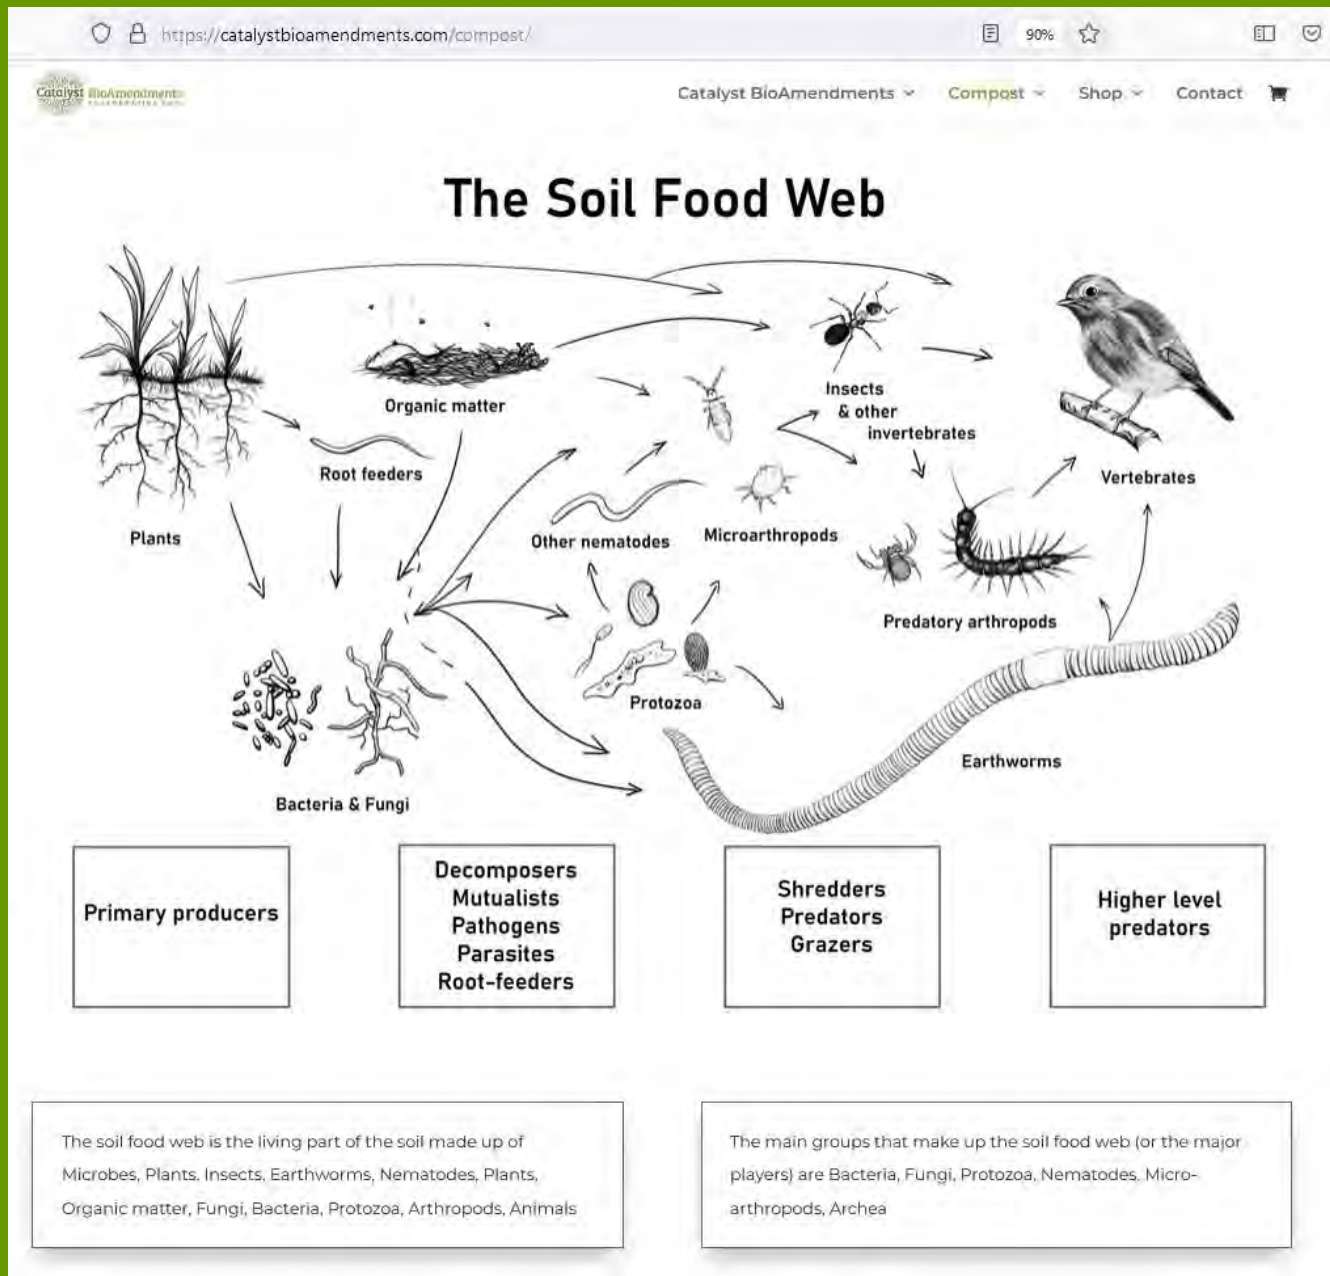 https://catalystbioamendments.com/compost/
90%
Catalyst BioAmendments
Catalyst BioAmendments
Compost
Shop
Contact
The Soil Food Web
Organic matter
Insects
& other
invertebrates
Root feeders
Vertebrates
Plants
Other nematodes
Microarthropods
Predatory arthropods
Protozoa
Earthworms
Bacteria & Fungi
Primary producers
Decomposers
Mutualists
Pathogens
Parasites
Root-feeders
Shredders
Predators
Grazers
Higher level
predators
The soil food web is the living part of the soil made up of
Microbes, Plants, Insects, Earthworms, Nematodes, Plants,
Organic matter, Fungi, Bacteria, Protozoa, Arthropods, Animals
The main groups that make up the soil food web (or the major
players) are Bacteria, Fungi, Protozoa, Nematodes, Micro-
arthropods, Archea